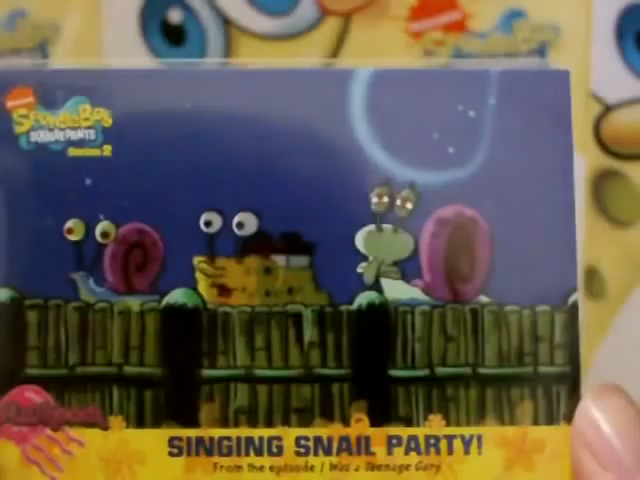 SpongeBob
SQUAREPANTS
Series 2
SINGING SNAIL PARTY!
From the episode I Was a Teenage Gary